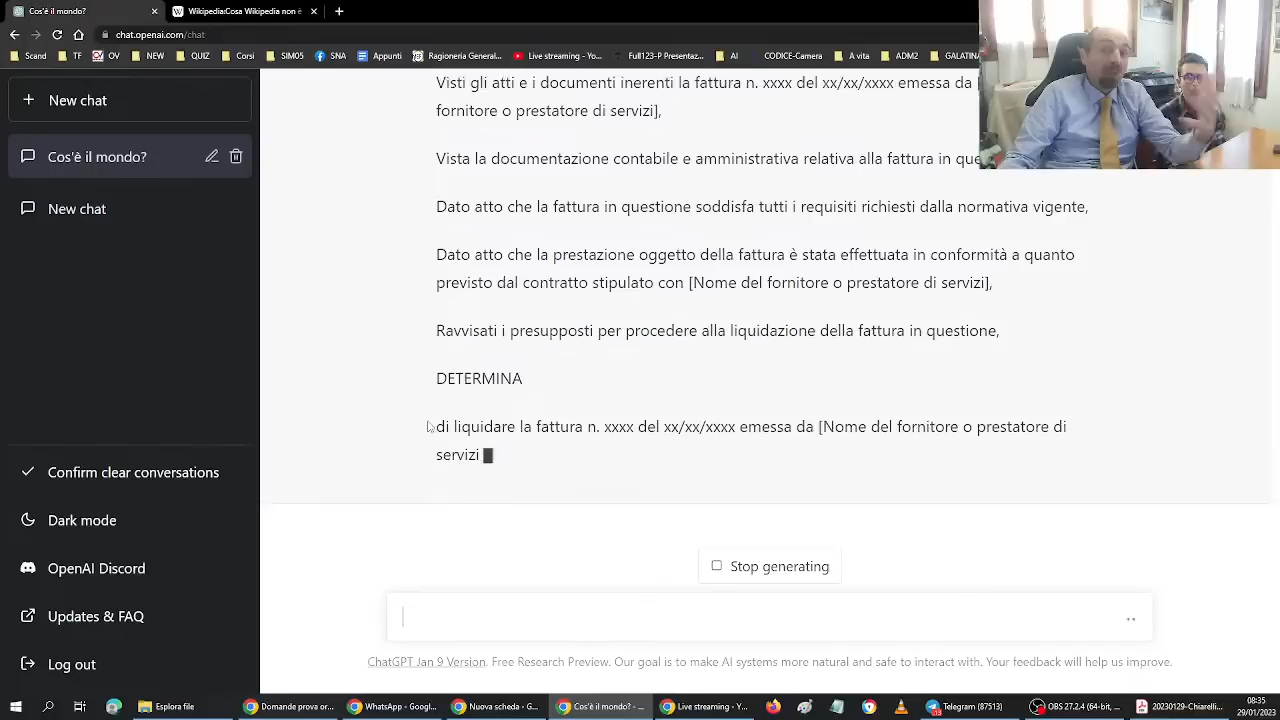 Cos'è il mondo?
Wikipedia:Cosa Wikipedia non è
chat.openai.com/chat
Scand
TF
OV
NEW
QUIZ
Corsi
SIM05
SNA
Appunti
Ragioneria General...
Live streaming - Yo...
Full123-P Presentaz...
AI
CODICE-Camera
A vita
ADM2
GALATINA
New chat
Cos'è il mondo?
New chat
Confirm clear conversations
Dark mode
OpenAI Discord
Updates & FAQ
Log out
Visti gli atti e i documenti inerenti la fattura n. xxxx del xx/xx/xxxx emessa da
fornitore o prestatore di servizi],
Vista la documentazione contabile e amministrativa relativa alla fattura in que
Dato atto che la fattura in questione soddisfa tutti i requisiti richiesti dalla normativa vigente,
Dato atto che la prestazione oggetto della fattura è stata effettuata in conformità a quanto
previsto dal contratto stipulato con [Nome del fornitore o prestatore di servizi],
Ravvisati i presupposti per procedere alla liquidazione della fattura in questione,
DETERMINA
di liquidare la fattura n. xxxx del xx/xx/xxxx emessa da [Nome del fornitore o prestatore di
servizi
Stop generating
ChatGPT Jan 9 Version. Free Research Preview. Our goal is to make AI systems more natural and safe to interact with. Your feedback will help us improve.
Esplora file
Domande prova or...
WhatsApp - Googl...
Nuova scheda - G...
Cos'è il mondo? - ...
Live streaming - Yo...
Telegram (87513)
OBS 27.2.4 (64-bit, ...
20230129-Chiarelli...
08:35
29/01/2023